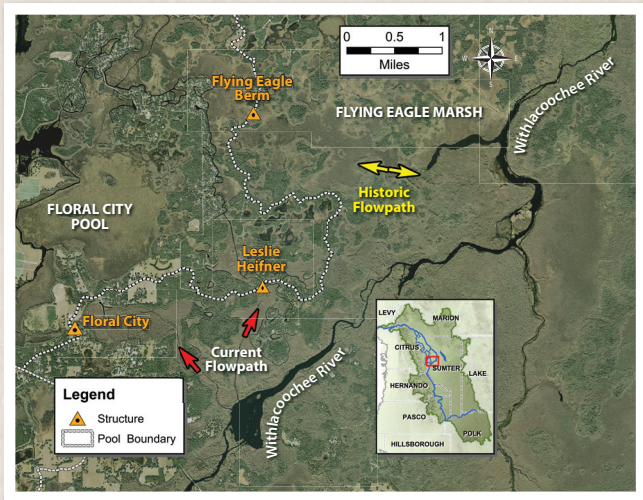 0 0.5 1
Miles
N
W E
S
Flying Eagle
Berm
FLYING EAGLE MARSH
Withlacoochee River
Historic
Flowpath
FLORAL CITY
POOL
Leslie
Heifner
Floral City
Current
Flowpath
Withlacoochee River
Legend
Structure
Pool Boundary
LEVY
MARION
CITRUS
SUMTER
LAKE
HERNANDO
PASCO
POLK
HILLSBOROUGH